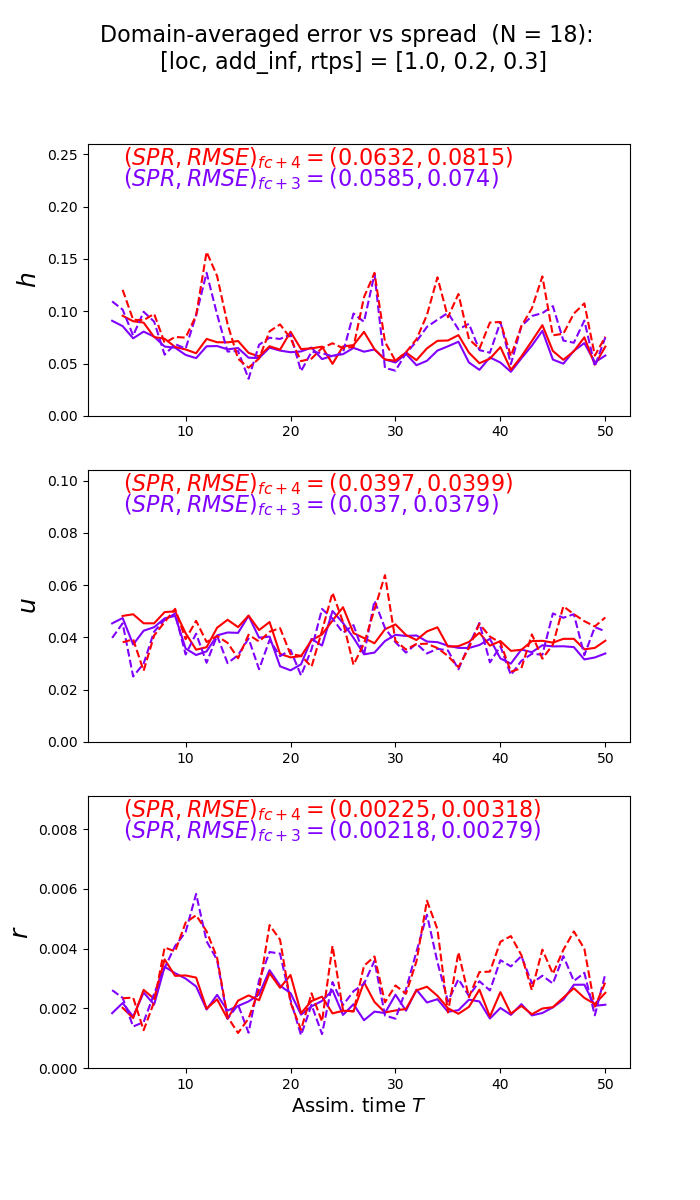 Domain-averaged error vs spread (N = 18):
[loc, add_inf, rtps] = [1.0, 0.2, 0.3]
(SPR, RMSE)fc+4 = (0.0632, 0.0815)
(SPR, RMSE)fc+3 = (0.0585, 0.074)
0.25
0.20
0.15
0.10
0.05
0.00
h
10 20 30 40 50
(SPR, RMSE)fc+4 = (0.0397, 0.0399)
(SPR, RMSE)fc+3 = (0.037, 0.0379)
0.10
0.08
0.06
0.04
0.02
0.00
u
10 20 30 40 50
(SPR, RMSE)fc+4 = (0.00225, 0.00318)
(SPR, RMSE)fc+3 = (0.00218, 0.00279)
0.008
0.006
0.004
0.002
0.000
r
10 20 30 40 50
Assim. time T